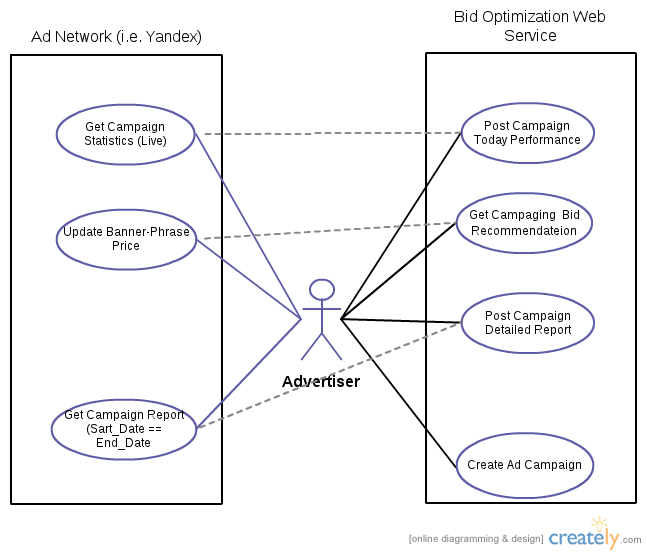 Ad Network (i.e. Yandex)
Bid Optimization Web
Service
Get Campaign
Statistics (Live)
Post Campaign
Today Performance
Update Banner-Phrase
Price
Get Campaging Bid
Recommendateion
Post Campaign
Detailed Report
Advertiser
Get Campaign Report
(Sart_Date ==
End_Date
Create Ad Campaign
[online diagramming & design] creately.com